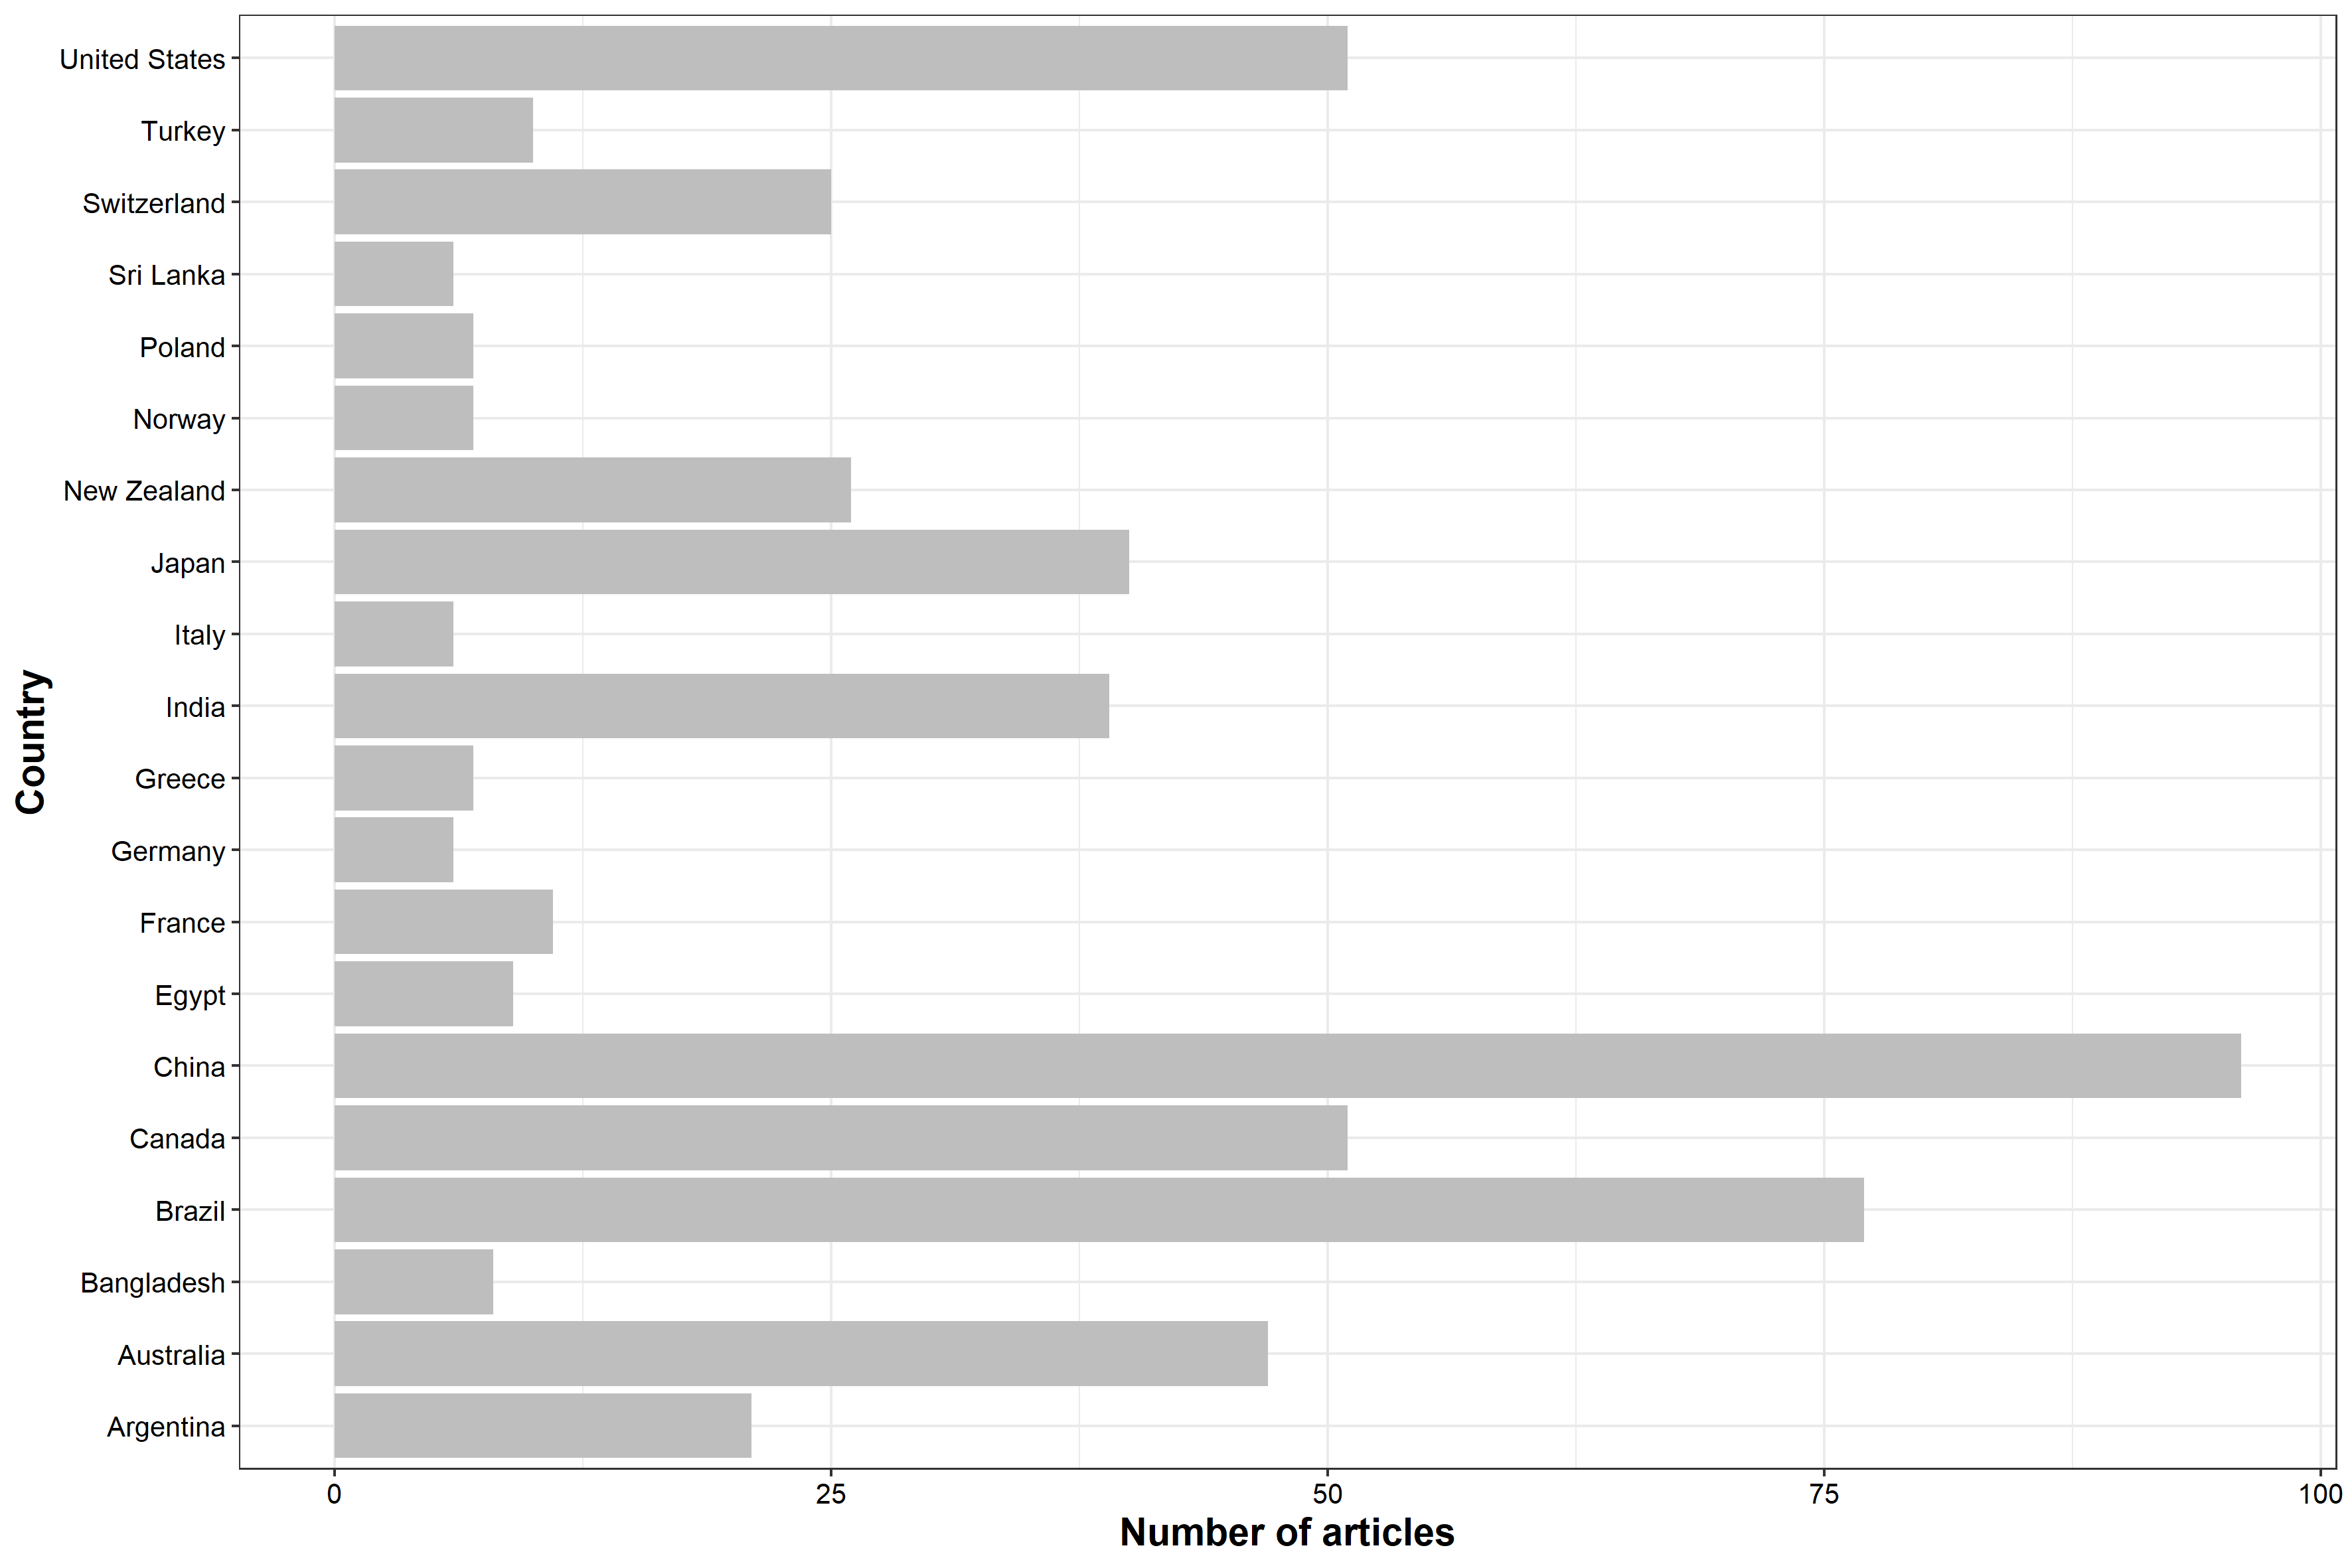 United States
Turkey
Switzerland
Sri Lanka
Poland
Norway
New Zealand
Japan
Italy
India
Greece
Germany
France
Egypt
China
Canada
Brazil
Bangladesh
Australia
Argentina
Country
0 25 50 75 100
Number of articles